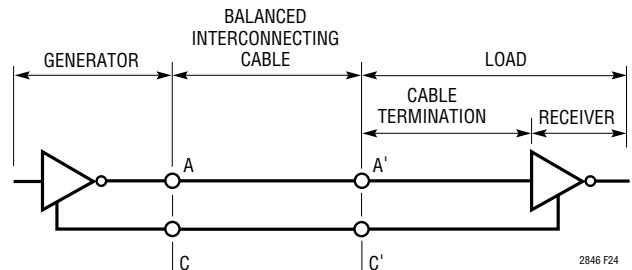 BALANCED
INTERCONNECTING
CABLE
GENERATOR
LOAD
CABLE
TERMINATION
RECEIVER
A
A'
C
C'
2846 F24